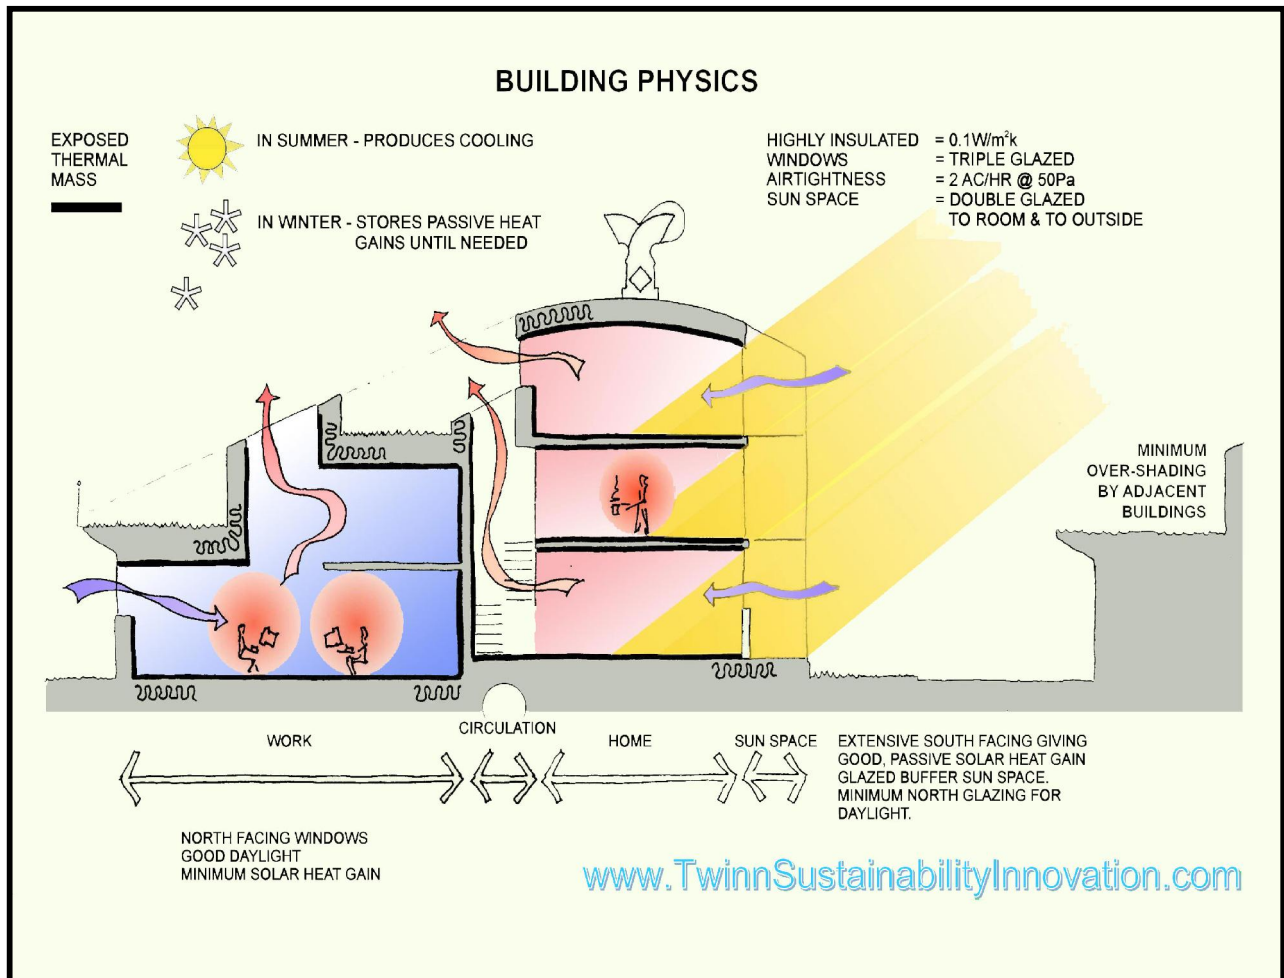 BUILDING PHYSICS
EXPOSED
THERMAL
MASS
IN SUMMER - PRODUCES COOLING
IN WINTER - STORES PASSIVE HEAT
GAINS UNTIL NEEDED
HIGHLY INSULATED = 0.1W/m²k
WINDOWS = TRIPLE GLAZED
AIRTIGHTNESS = 2 AC/HR @ 50Pa
SUN SPACE = DOUBLE GLAZED
TO ROOM & TO OUTSIDE
MINIMUM
OVER-SHADING
BY ADJACENT
BUILDINGS
WORK
CIRCULATION
HOME
SUN SPACE
EXTENSIVE SOUTH FACING GIVING
GOOD, PASSIVE SOLAR HEAT GAIN
GLAZED BUFFER SUN SPACE.
MINIMUM NORTH GLAZING FOR
DAYLIGHT.
NORTH FACING WINDOWS
GOOD DAYLIGHT
MINIMUM SOLAR HEAT GAIN
www.TwinnSustainabilityInnovation.com